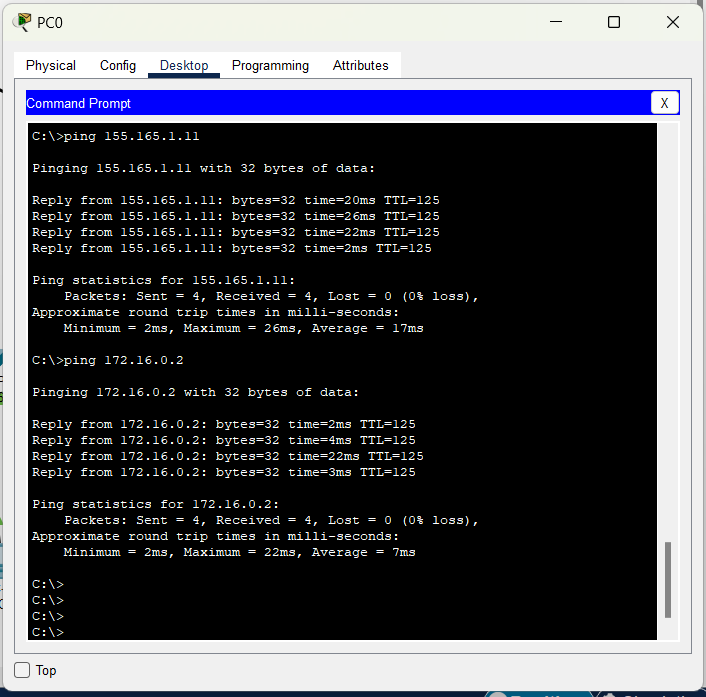 PC0
Physical Config Desktop Programming Attributes
Command Prompt X
C:\>ping 155.165.1.11
Pinging 155.165.1.11 with 32 bytes of data:
Reply from 155.165.1.11: bytes=32 time=20ms TTL=125
Reply from 155.165.1.11: bytes=32 time=26ms TTL=125
Reply from 155.165.1.11: bytes=32 time=22ms TTL=125
Reply from 155.165.1.11: bytes=32 time=2ms TTL=125
Ping statistics for 155.165.1.11:
Packets: Sent = 4, Received = 4, Lost = 0 (0% loss),
Approximate round trip times in milli-seconds:
Minimum = 2ms, Maximum = 26ms, Average = 17ms
C:\>ping 172.16.0.2
Pinging 172.16.0.2 with 32 bytes of data:
Reply from 172.16.0.2: bytes=32 time=2ms TTL=125
Reply from 172.16.0.2: bytes=32 time=4ms TTL=125
Reply from 172.16.0.2: bytes=32 time=22ms TTL=125
Reply from 172.16.0.2: bytes=32 time=3ms TTL=125
Ping statistics for 172.16.0.2:
Packets: Sent = 4, Received = 4, Lost = 0 (0% loss),
Approximate round trip times in milli-seconds:
Minimum = 2ms, Maximum = 22ms, Average = 7ms
C:\>
C:\>
C:\>
C:\>
Top